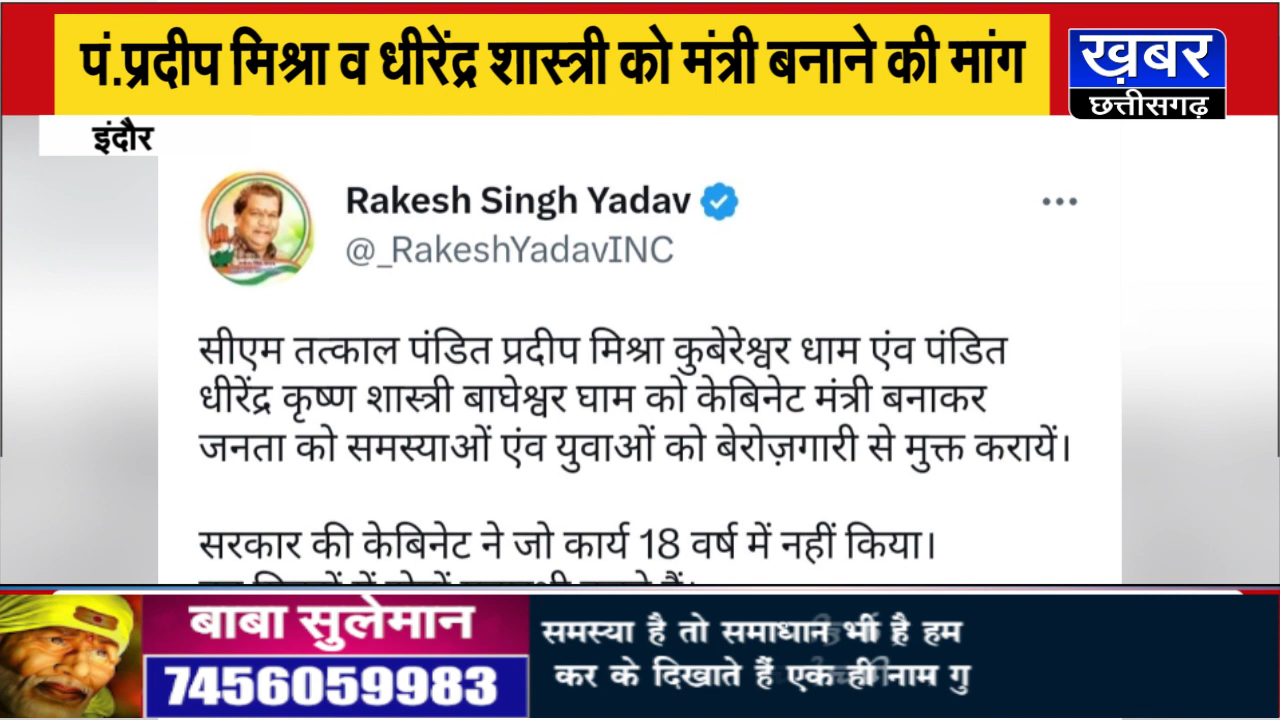 पं.प्रदीप मिश्रा व धीरेंद्र शास्त्री को मंत्री बनाने की मांग
ख़बर
छत्तीसगढ़
इंदौर
Rakesh Singh Yadav
@_RakeshYadavINC
सीएम तत्काल पंडित प्रदीप मिश्रा कुबेरेश्वर धाम एंव पंडित
धीरेंद्र कृष्ण शास्त्री बाघेश्वर घाम को केबिनेट मंत्री बनाकर
जनता को समस्याओं एंव युवाओं को बेरोज़गारी से मुक्त करायें।
सरकार की केबिनेट ने जो कार्य 18 वर्ष में नहीं किया।
बाबा सुलेमान
7456059983
समस्या है तो समाधान भी है हम
कर के दिखाते हैं एक ही नाम गु